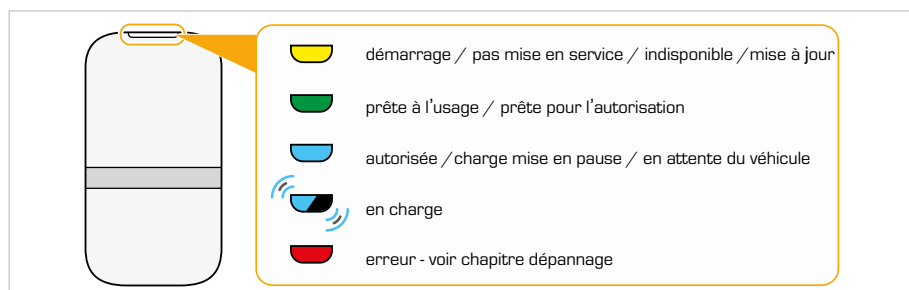 démarrage / pas mise en service / indisponible /mise à jour
prête à l'usage / prête pour l'autorisation
autorisée /charge mise en pause / en attente du véhicule
en charge
erreur - voir chapitre dépannage